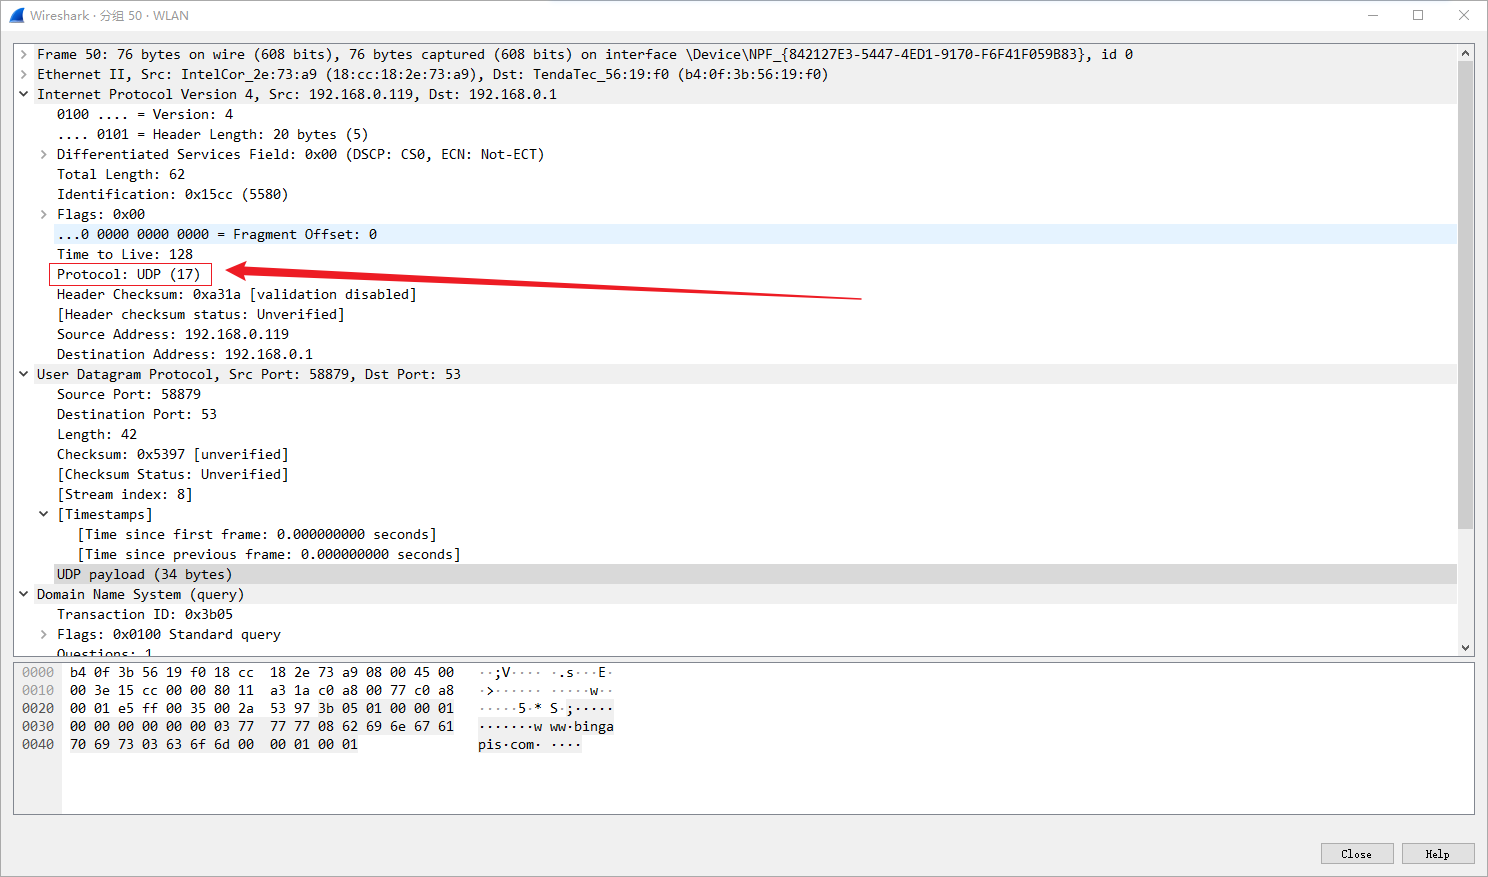 Wireshark · 分组 50 · WLAN
Frame 50: 76 bytes on wire (608 bits), 76 bytes captured (608 bits) on interface \Device\NPF_{842127E3-5447-4ED1-9170-F6F41F059B83}, id 0
Ethernet II, Src: IntelCor_2e:73:a9 (18:cc:18:2e:73:a9), Dst: TendaTec_56:19:f0 (b4:0f:3b:56:19:f0)
Internet Protocol Version 4, Src: 192.168.0.119, Dst: 192.168.0.1
0100 .... = Version: 4
.... 0101 = Header Length: 20 bytes (5)
Differentiated Services Field: 0x00 (DSCP: CS0, ECN: Not-ECT)
Total Length: 62
Identification: 0x15cc (5580)
Flags: 0x00
...0 0000 0000 0000 = Fragment Offset: 0
Time to Live: 128
Protocol: UDP (17)
Header Checksum: 0xa31a [validation disabled]
[Header checksum status: Unverified]
Source Address: 192.168.0.119
Destination Address: 192.168.0.1
User Datagram Protocol, Src Port: 58879, Dst Port: 53
Source Port: 58879
Destination Port: 53
Length: 42
Checksum: 0x5397 [unverified]
[Checksum Status: Unverified]
[Stream index: 8]
[Timestamps]
[Time since first frame: 0.000000000 seconds]
[Time since previous frame: 0.000000000 seconds]
UDP payload (34 bytes)
Domain Name System (query)
Transaction ID: 0x3b05
Flags: 0x0100 Standard query
Questions: 1
0000 b4 0f 3b 56 19 f0 18 cc 18 2e 73 a9 08 00 45 00 ··;V···· ·.s···E·
0010 00 3e 15 cc 00 00 80 11 a3 1a c0 a8 00 77 c0 a8 ·>······ ·····w··
0020 00 01 e5 ff 00 35 00 2a 53 97 3b 05 01 00 00 01 ·····5·* S·;·····
0030 00 00 00 00 00 00 03 77 77 77 08 62 69 6e 67 61 ·······w ww·binga
0040 70 69 73 03 63 6f 6d 00 00 01 00 01 pis·com· ····
Close Help